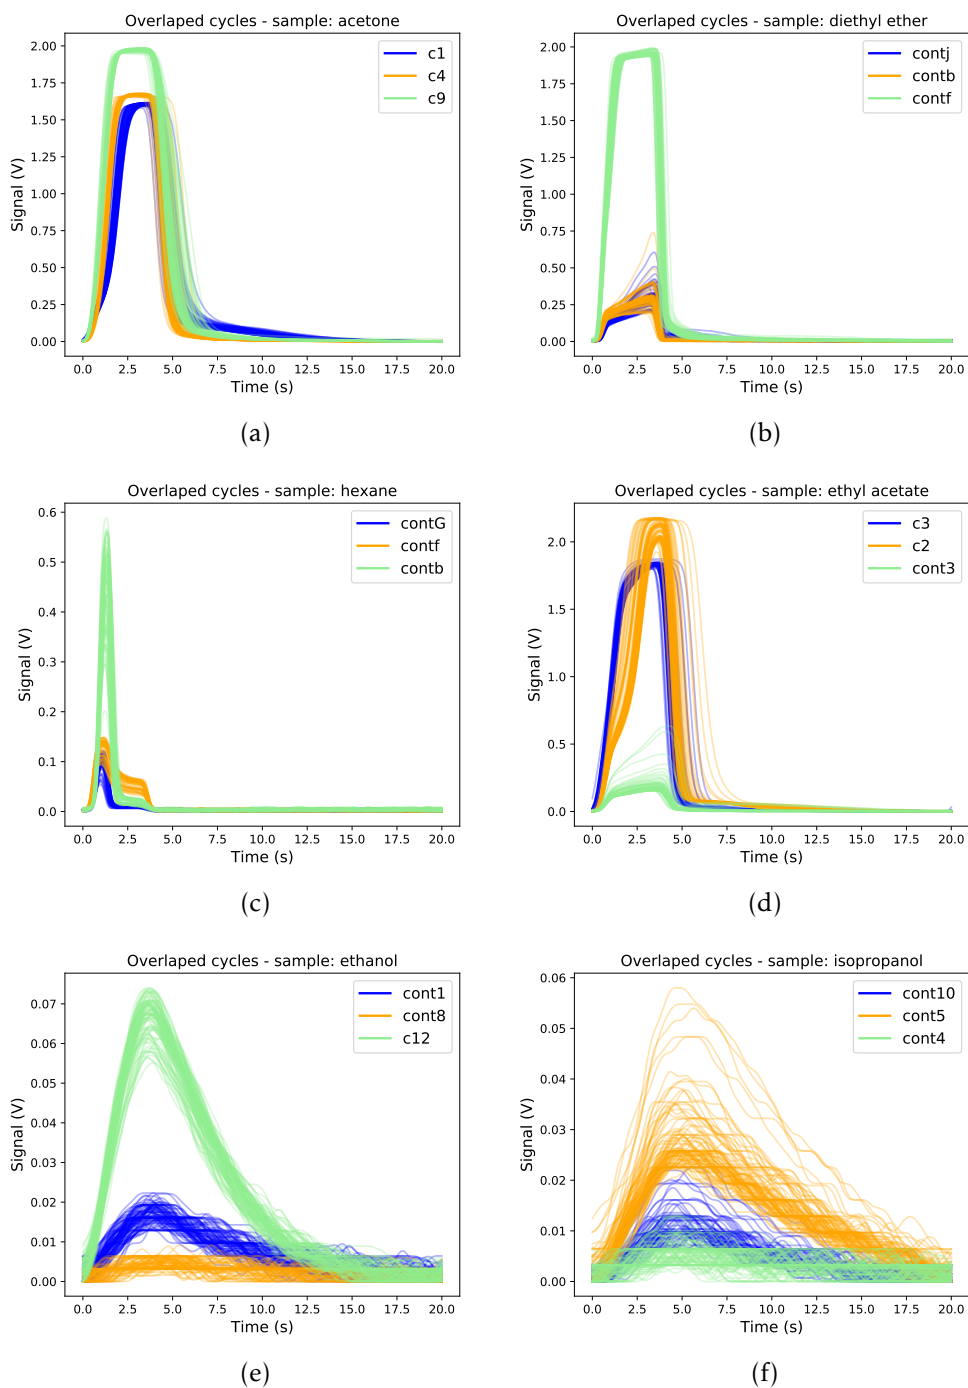 Overlaped cycles - sample: acetone
2.00
1.75
1.50
1.25
1.00
0.75
0.50
0.25
0.00
Signal (V)
c1
c4
c9
0.0 2.5 5.0 7.5 10.0 12.5 15.0 17.5 20.0
Time (s)
(a)
Overlaped cycles - sample: diethyl ether
2.00
1.75
1.50
1.25
1.00
0.75
0.50
0.25
0.00
Signal (V)
contj
contb
contf
0.0 2.5 5.0 7.5 10.0 12.5 15.0 17.5 20.0
Time (s)
(b)
Overlaped cycles - sample: hexane
0.6
0.5
0.4
0.3
0.2
0.1
0.0
Signal (V)
contG
contf
contb
0.0 2.5 5.0 7.5 10.0 12.5 15.0 17.5 20.0
Time (s)
(c)
Overlaped cycles - sample: ethyl acetate
2.0
1.5
1.0
0.5
0.0
Signal (V)
c3
c2
cont3
0.0 2.5 5.0 7.5 10.0 12.5 15.0 17.5 20.0
Time (s)
(d)
Overlaped cycles - sample: ethanol
0.07
0.06
0.05
0.04
0.03
0.02
0.01
0.00
Signal (V)
cont1
cont8
c12
0.0 2.5 5.0 7.5 10.0 12.5 15.0 17.5 20.0
Time (s)
(e)
Overlaped cycles - sample: isopropanol
0.06
0.05
0.04
0.03
0.02
0.01
0.00
Signal (V)
cont10
cont5
cont4
0.0 2.5 5.0 7.5 10.0 12.5 15.0 17.5 20.0
Time (s)
(f)